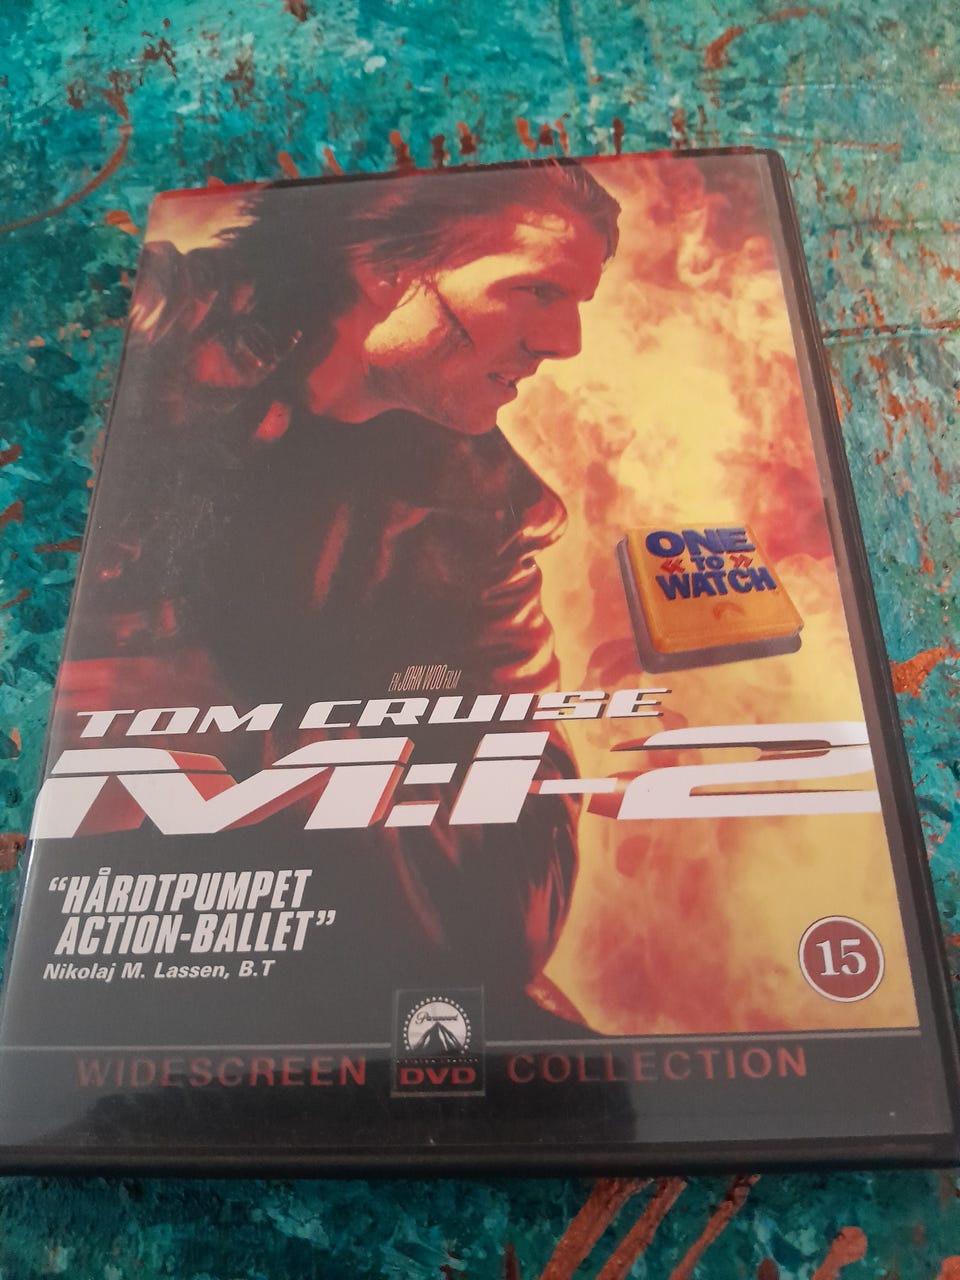 ONE
« TO »
WATCH
EN JOHN WOO FILM
TOM CRUISE
M:I-2
“HÅRDTPUMPET
ACTION-BALLET”
Nikolaj M. Lassen, B.T
15
Paramount
WIDESCREEN DVD COLLECTION